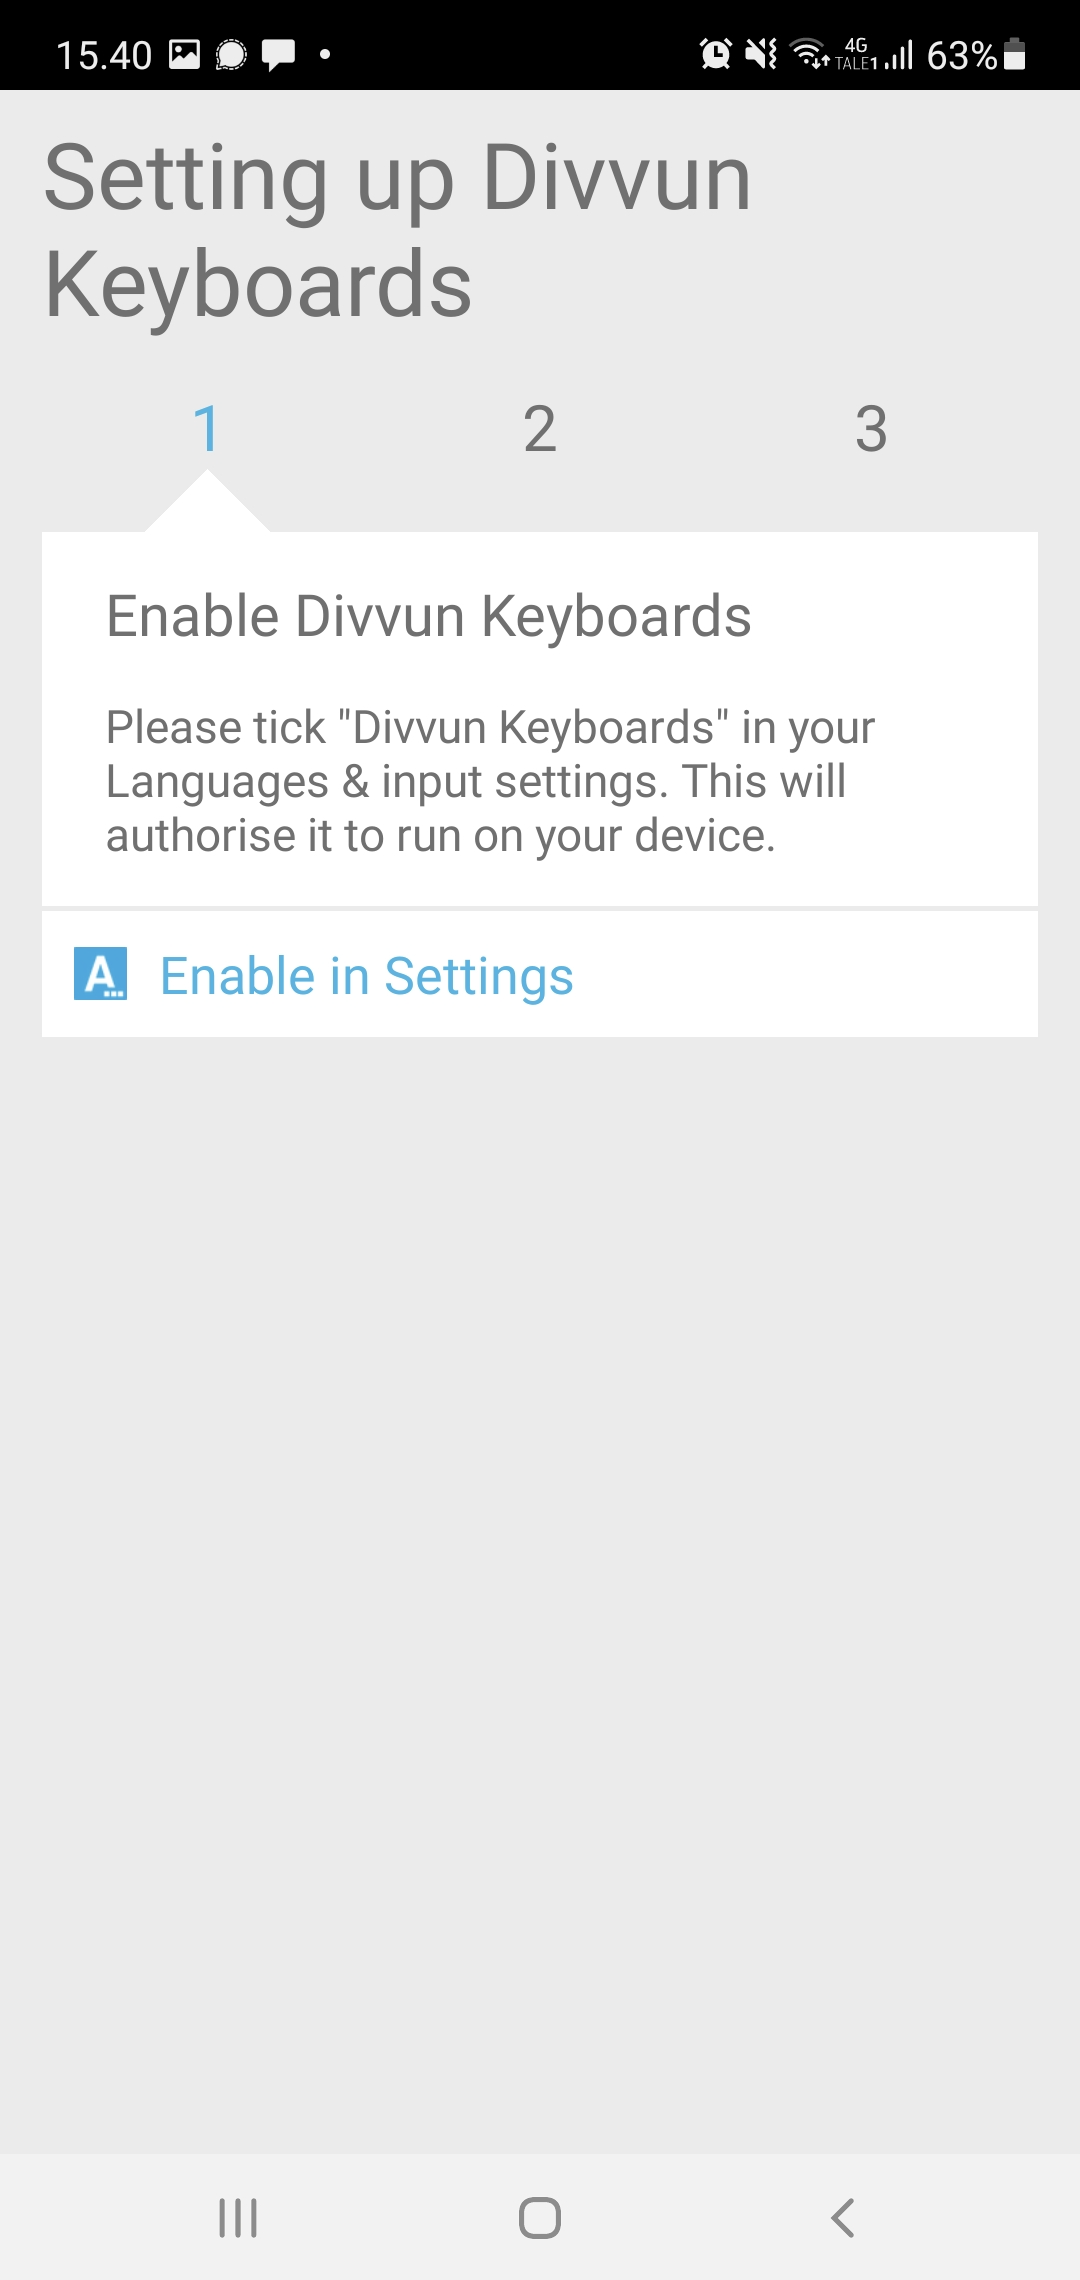 15.40
4G
TALE1
63%
Setting up Divvun
Keyboards
1 2 3
Enable Divvun Keyboards
Please tick "Divvun Keyboards" in your
Languages & input settings. This will
authorise it to run on your device.
A
Enable in Settings